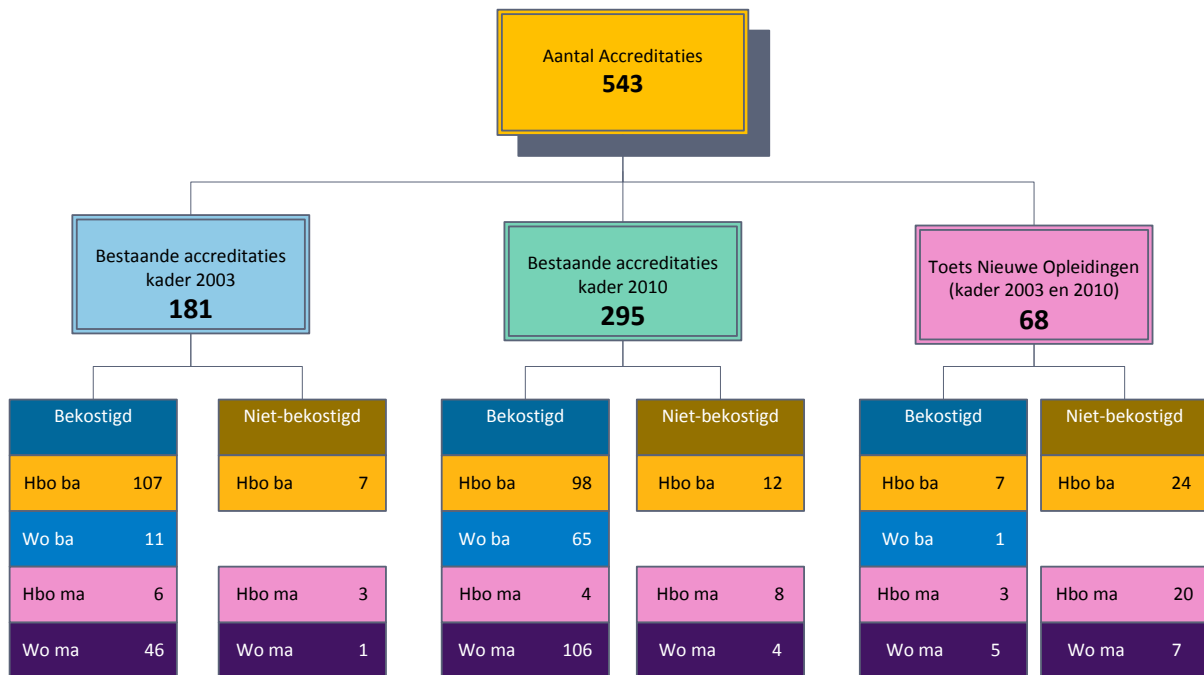 Aantal Accreditaties
543
Bestaande accreditaties
kader 2003
181
Bestaande accreditaties
kader 2010
295
Toets Nieuwe Opleidingen
(kader 2003 en 2010)
68
Bekostigd
Hbo ba 107
Wo ba 11
Hbo ma 6
Wo ma 46
Niet-bekostigd
Hbo ba 7
Hbo ma 3
Wo ma 1
Bekostigd
Hbo ba 98
Wo ba 65
Hbo ma 4
Wo ma 106
Niet-bekostigd
Hbo ba 12
Hbo ma 8
Wo ma 4
Bekostigd
Hbo ba 7
Wo ba 1
Hbo ma 3
Wo ma 5
Niet-bekostigd
Hbo ba 24
Hbo ma 20
Wo ma 7